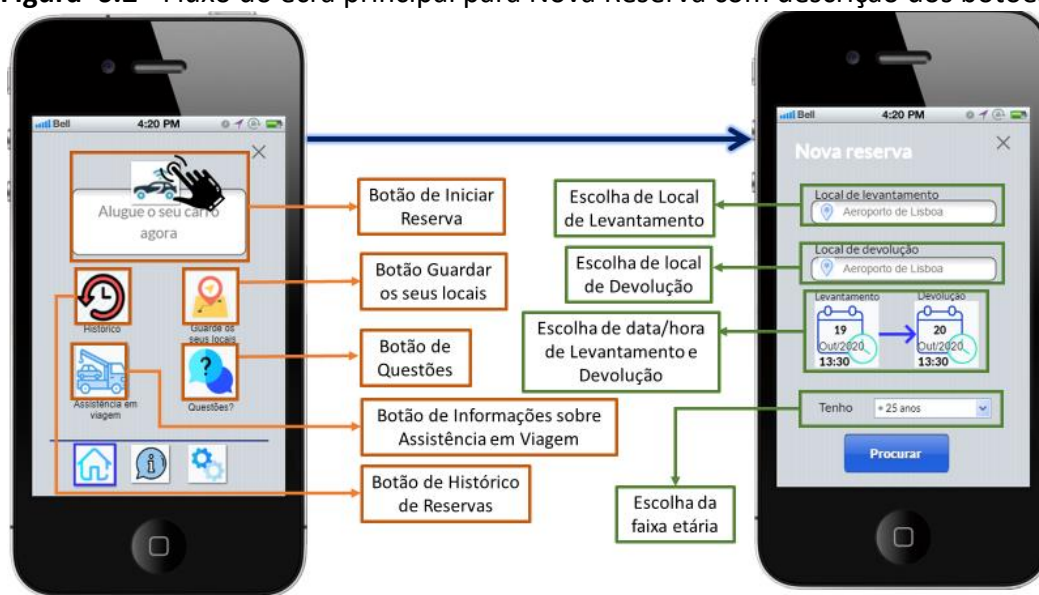 Fluxo do ecrã principal para Nova Reserva com descrição dos
Bell 4:20 PM
Alugue o seu carro
agora
Histórico
Guarde os
seus locais
Assistência em
viagem
Questões?
Botão de Iniciar
Reserva
Botão Guardar
os seus locais
Botão de
Questões
Botão de Informações sobre
Assistência em Viagem
Botão de Histórico
de Reservas
Escolha de Local
de Levantamento
Escolha de local
de Devolução
Escolha de data/hora
de Levantamento e
Devolução
Escolha da
faixa etária
Bell 4:20 PM
Nova reserva
Local de levantamento
Aeroporto de Lisboa
Local de devolução
Aeroporto de Lisboa
Levantamento Devolução
19 20
Out/2020 Out/2020
13:30 13:30
Tenho + 25 anos
Procurar